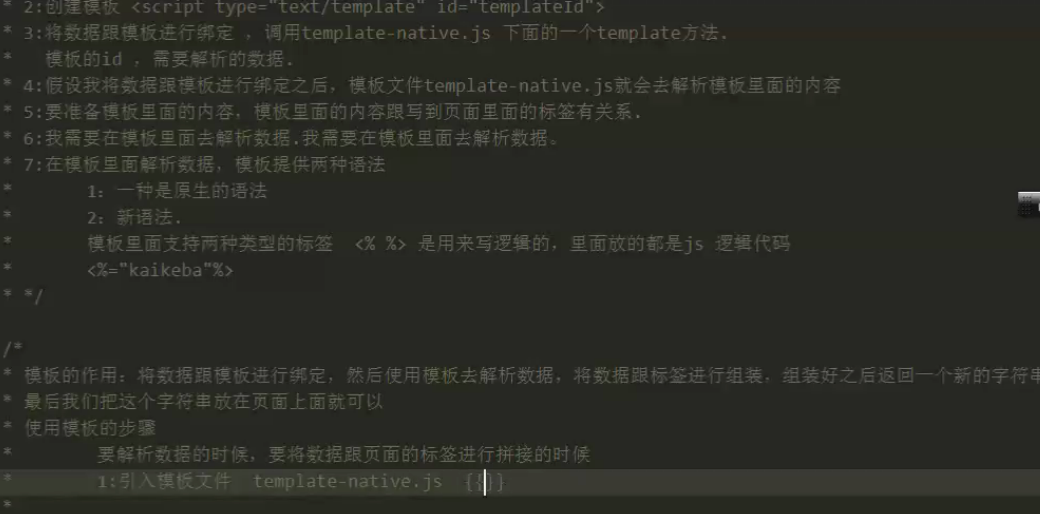 * 2:创建模板 <script type="text/template" id="templateId">
* 3:将数据跟模板进行绑定 ，调用template-native.js 下面的一个template方法.
*   模板的id ，需要解析的数据.
* 4:假设我将数据跟模板进行绑定之后，模板文件template-native.js就会去解析模板里面的内容
* 5:要准备模板里面的内容，模板里面的内容跟写到页面里面的标签有关系.
* 6:我需要在模板里面去解析数据.我需要在模板里面去解析数据。
* 7:在模板里面解析数据，模板提供两种语法
*       1：一种是原生的语法
*       2：新语法.
*       模板里面支持两种类型的标签  <% %> 是用来写逻辑的，里面放的都是js 逻辑代码
*       <%="kaikeba"%>
* */
/*
* 模板的作用：将数据跟模板进行绑定，然后使用模板去解析数据，将数据跟标签进行组装，组装好之后返回一个新的字符串
* 最后我们把这个字符串放在页面上面就可以
* 使用模板的步骤
*        要解析数据的时候，要将数据跟页面的标签进行拼接的时候
*        1:引入模板文件  template-native.js  {{}}
*